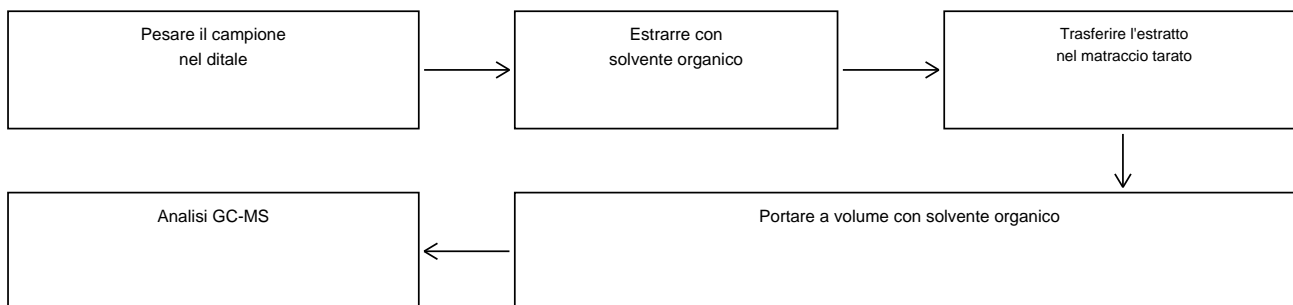 Pesare il campione
nel ditale
Estrarre con
solvente organico
Trasferire l'estratto
nel matraccio tarato
Portare a volume con solvente organico
Analisi GC-MS